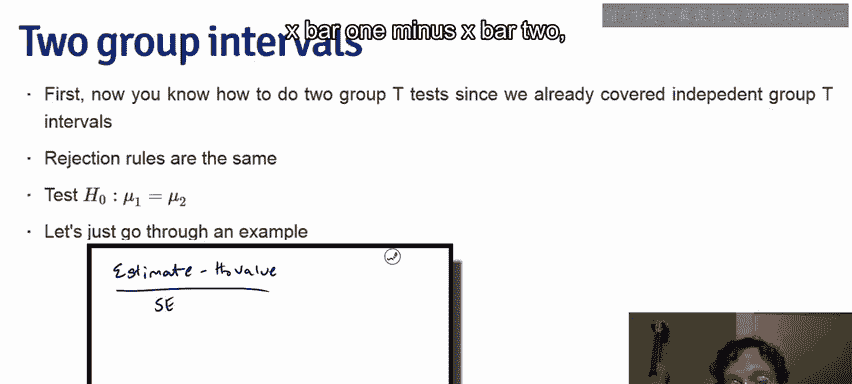 x bar one minus x bar two,
Two group intervals
· First, now you know how to do two group T tests since we already covered indepedent group T
intervals
· Rejection rules are the same
· Test H₀ : μ₁ = μ₂
· Let's just go through an example
Estimate - H₀ value
SE